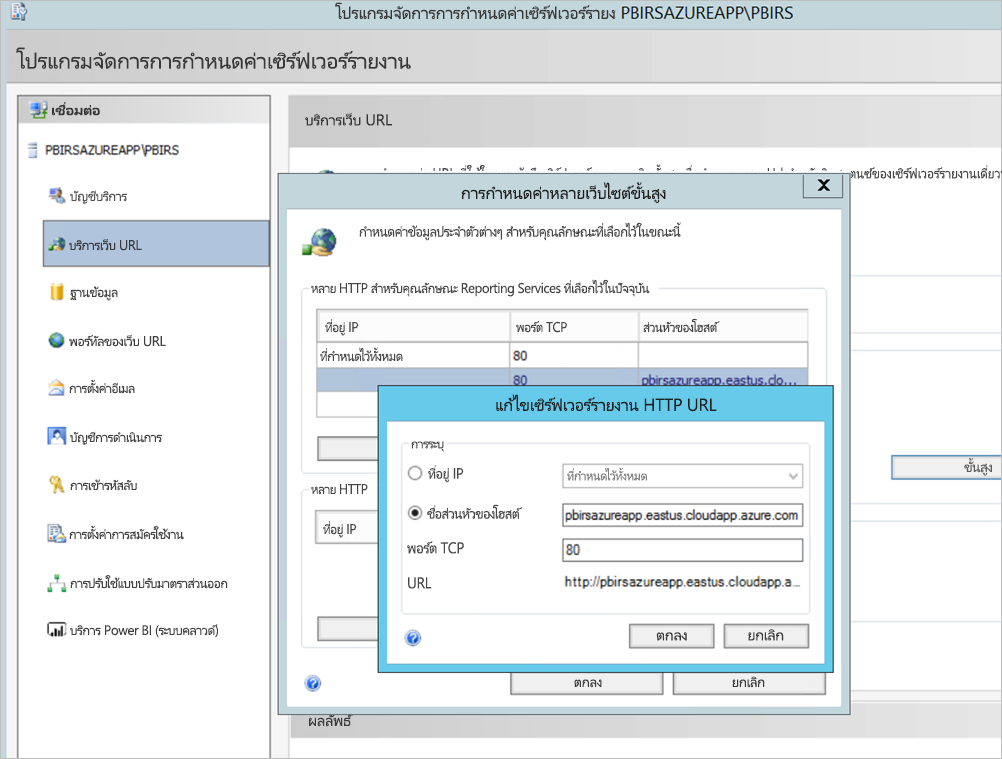 โปรแกรมจัดการการกำหนดค่าเซิร์ฟเวอร์รายง PBIRSAZUREAPP\PBIRS
โปรแกรมจัดการการกำหนดค่าเซิร์ฟเวอร์รายงาน
เชื่อมต่อ
PBIRSAZUREAPP\PBIRS
บัญชีบริการ
บริการเว็บ URL
ฐานข้อมูล
พอร์ทัลของเว็บ URL
การตั้งค่าอีเมล
บัญชีการดำเนินการ
การเข้ารหัสลับ
การตั้งค่าการสมัครใช้งาน
การปรับใช้แบบปรับมาตราส่วนออก
บริการ Power BI (ระบบคลาวด์)
บริการเว็บ URL
ตนซ์ของเซิร์ฟเวอร์รายงานเดียว
ขั้นสูง
ผลลัพธ์
การกำหนดค่าหลายเว็บไซต์ขั้นสูง
X
กำหนดค่าข้อมูลประจำตัวต่างๆ สำหรับคุณลักษณะที่เลือกไว้ในขณะนี้
หลาย HTTP สำหรับคุณลักษณะ Reporting Services ที่เลือกไว้ในปัจจุบัน
ที่อยู่ IP พอร์ต TCP ส่วนหัวของโฮสต์
ที่กำหนดไว้ทั้งหมด 80
80 pbirsazureapp.eastus.clo...
หลาย HTTP
ที่อยู่ IP
ตกลง ยกเลิก
แก้ไขเซิร์ฟเวอร์รายงาน HTTP URL
การระบุ
ที่อยู่ IP ที่กำหนดไว้ทั้งหมด
ชื่อส่วนหัวของโฮสต์ pbirsazureapp.eastus.cloudapp.azure.com
พอร์ต TCP 80
URL http://pbirsazureapp.eastus.cloudapp.a...
ตกลง ยกเลิก